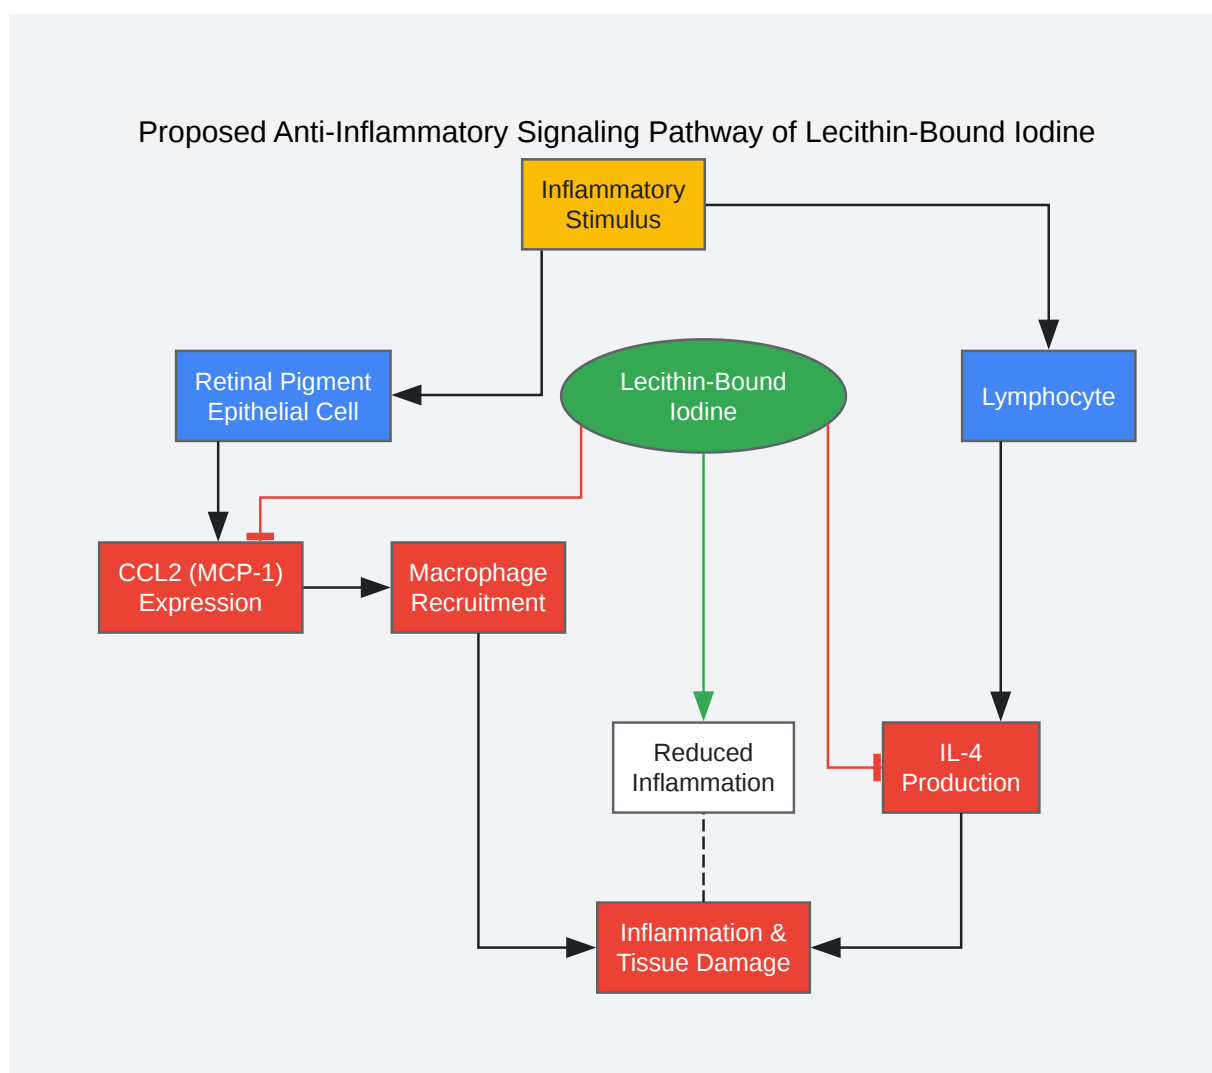 Proposed Anti-Inflammatory Signaling Pathway of Lecithin-Bound Iodine
Inflammatory
Stimulus
Retinal Pigment
Epithelial Cell
Lecithin-Bound
Iodine
Lymphocyte
CCL2 (MCP-1)
Expression
Macrophage
Recruitment
Reduced
Inflammation
IL-4
Production
Inflammation &
Tissue Damage